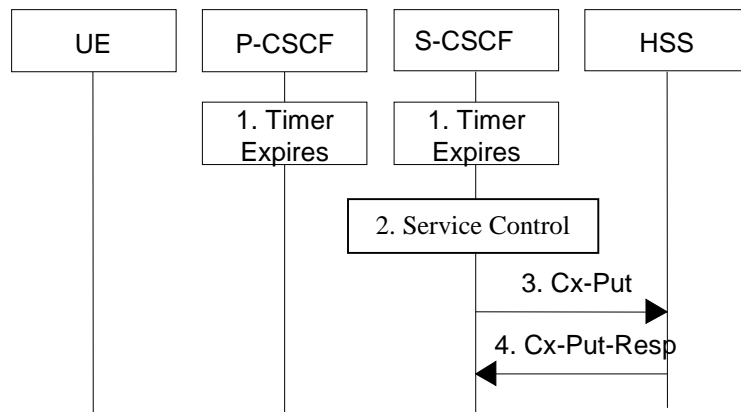 UE
P-CSCF
S-CSCF
HSS
1. Timer
Expires
1. Timer
Expires
2. Service Control
3. Cx-Put
4. Cx-Put-Resp